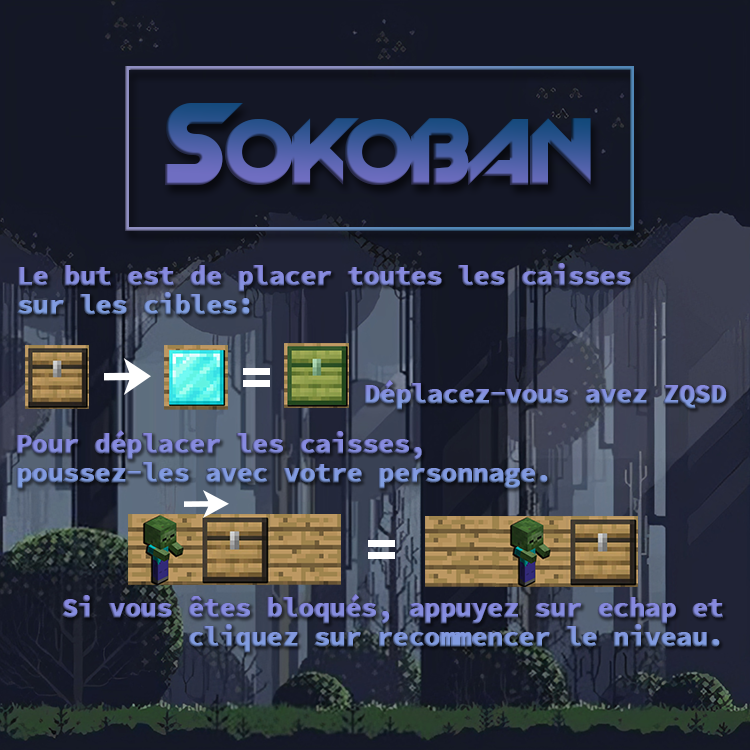 SOKOBAN
Le but est de placer toutes les caisses
sur les cibles:
Déplacez-vous avez ZQSD
Pour déplacer les caisses,
poussez-les avec votre personnage.
Si vous êtes bloqués, appuyez sur echap et
cliquez sur recommencer le niveau.